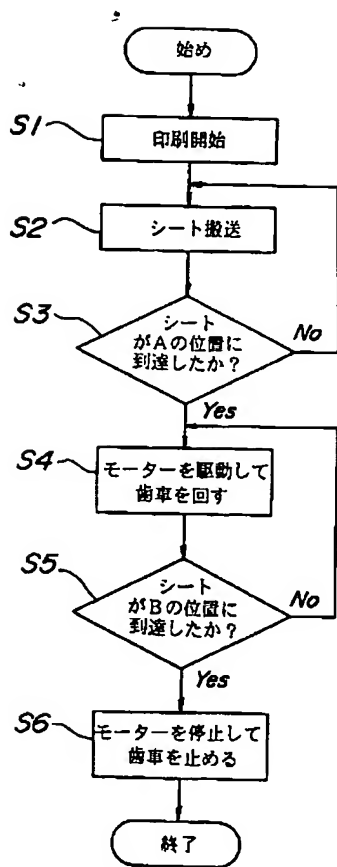 始め
S1
印刷開始
S2
シート搬送
S3
シート
がAの位置に
到達したか？
No
Yes
S4
モーターを駆動して
歯車を回す
S5
シート
がBの位置に
到達したか？
No
Yes
S6
モーターを停止して
歯車を止める
終了